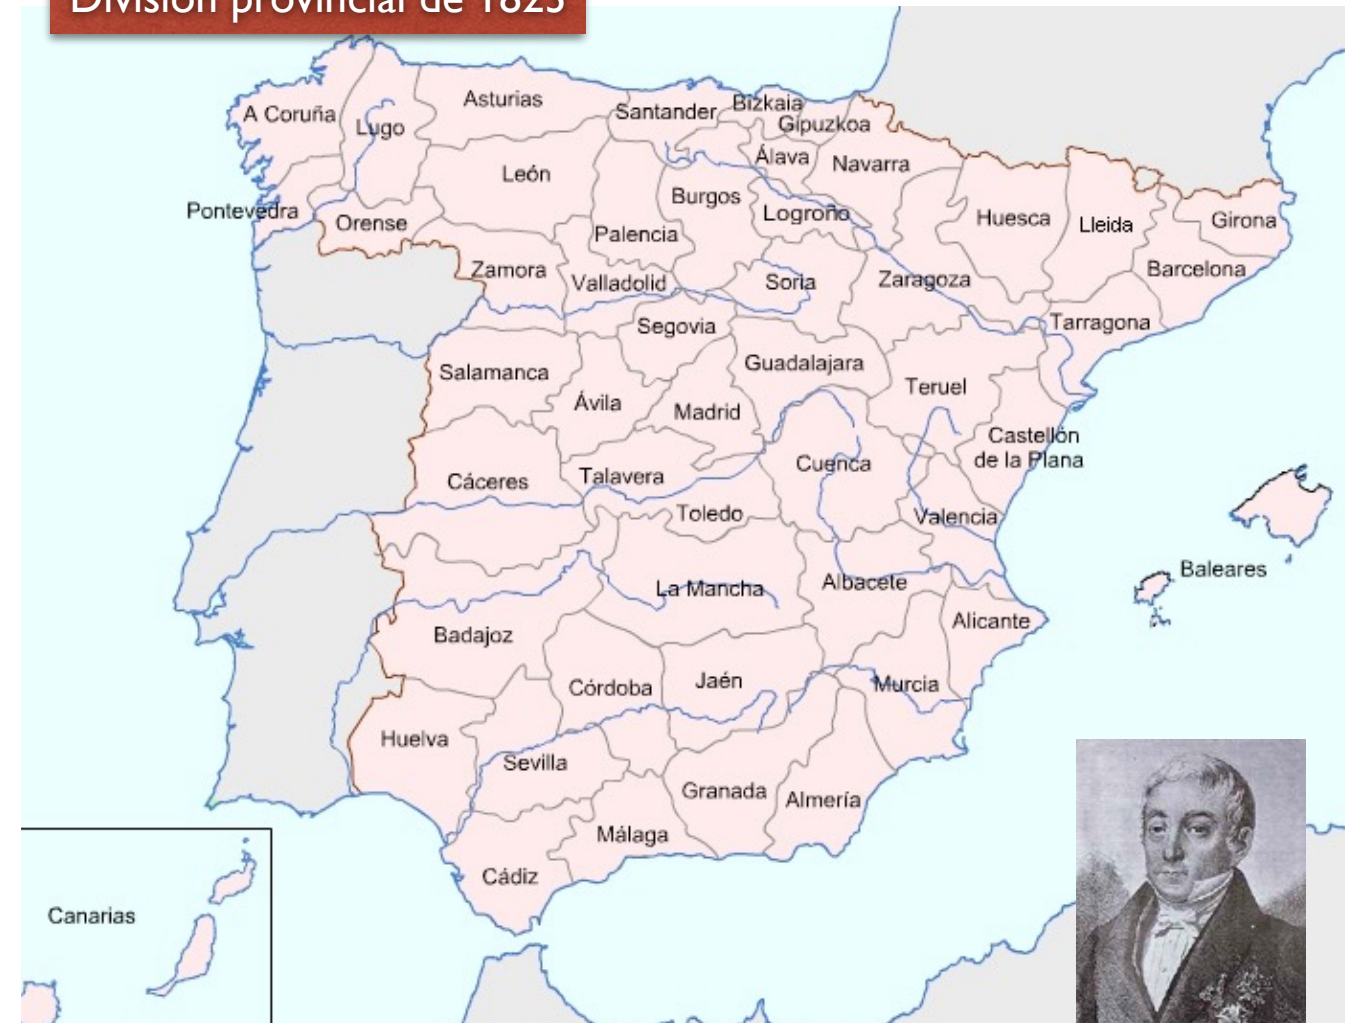 División provincial de 1825
Asturias
Santander
Bizkaia
A Coruña
Lugo
Gipuzkoa
Álava
Navarra
León
Burgos
Pontevedra
Orense
Logroño
Huesca
Lleida
Girona
Palencia
Zamora
Valladolid
Soria
Zaragoza
Barcelona
Segovia
Tarragona
Salamanca
Guadalajara
Teruel
Ávila
Madrid
Castellón
de la Plana
Cáceres
Talavera
Cuenca
Toledo
Valencia
La Mancha
Albacete
Baleares
Badajoz
Alicante
Córdoba
Jaén
Murcia
Huelva
Sevilla
Granada
Almería
Málaga
Cádiz
Canarias